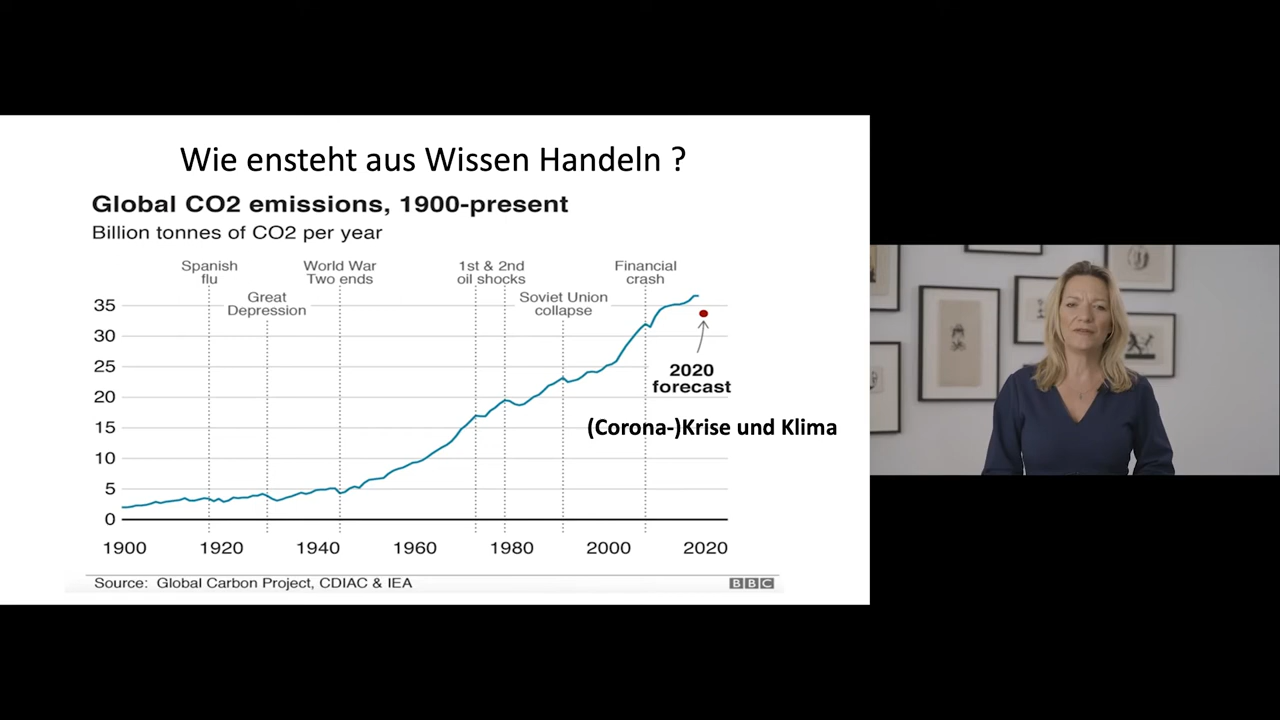 Wie ensteht aus Wissen Handeln ?
Global CO2 emissions, 1900-present
Billion tonnes of CO2 per year
Spanish
flu
Great
Depression
World War
Two ends
1st & 2nd
oil shocks
Soviet Union
collapse
Financial
crash
35
30
25
20
15
10
5
0
2020
forecast
(Corona-)Krise und Klima
1900 1920 1940 1960 1980 2000 2020
Source: Global Carbon Project, CDIAC & IEA
BBC